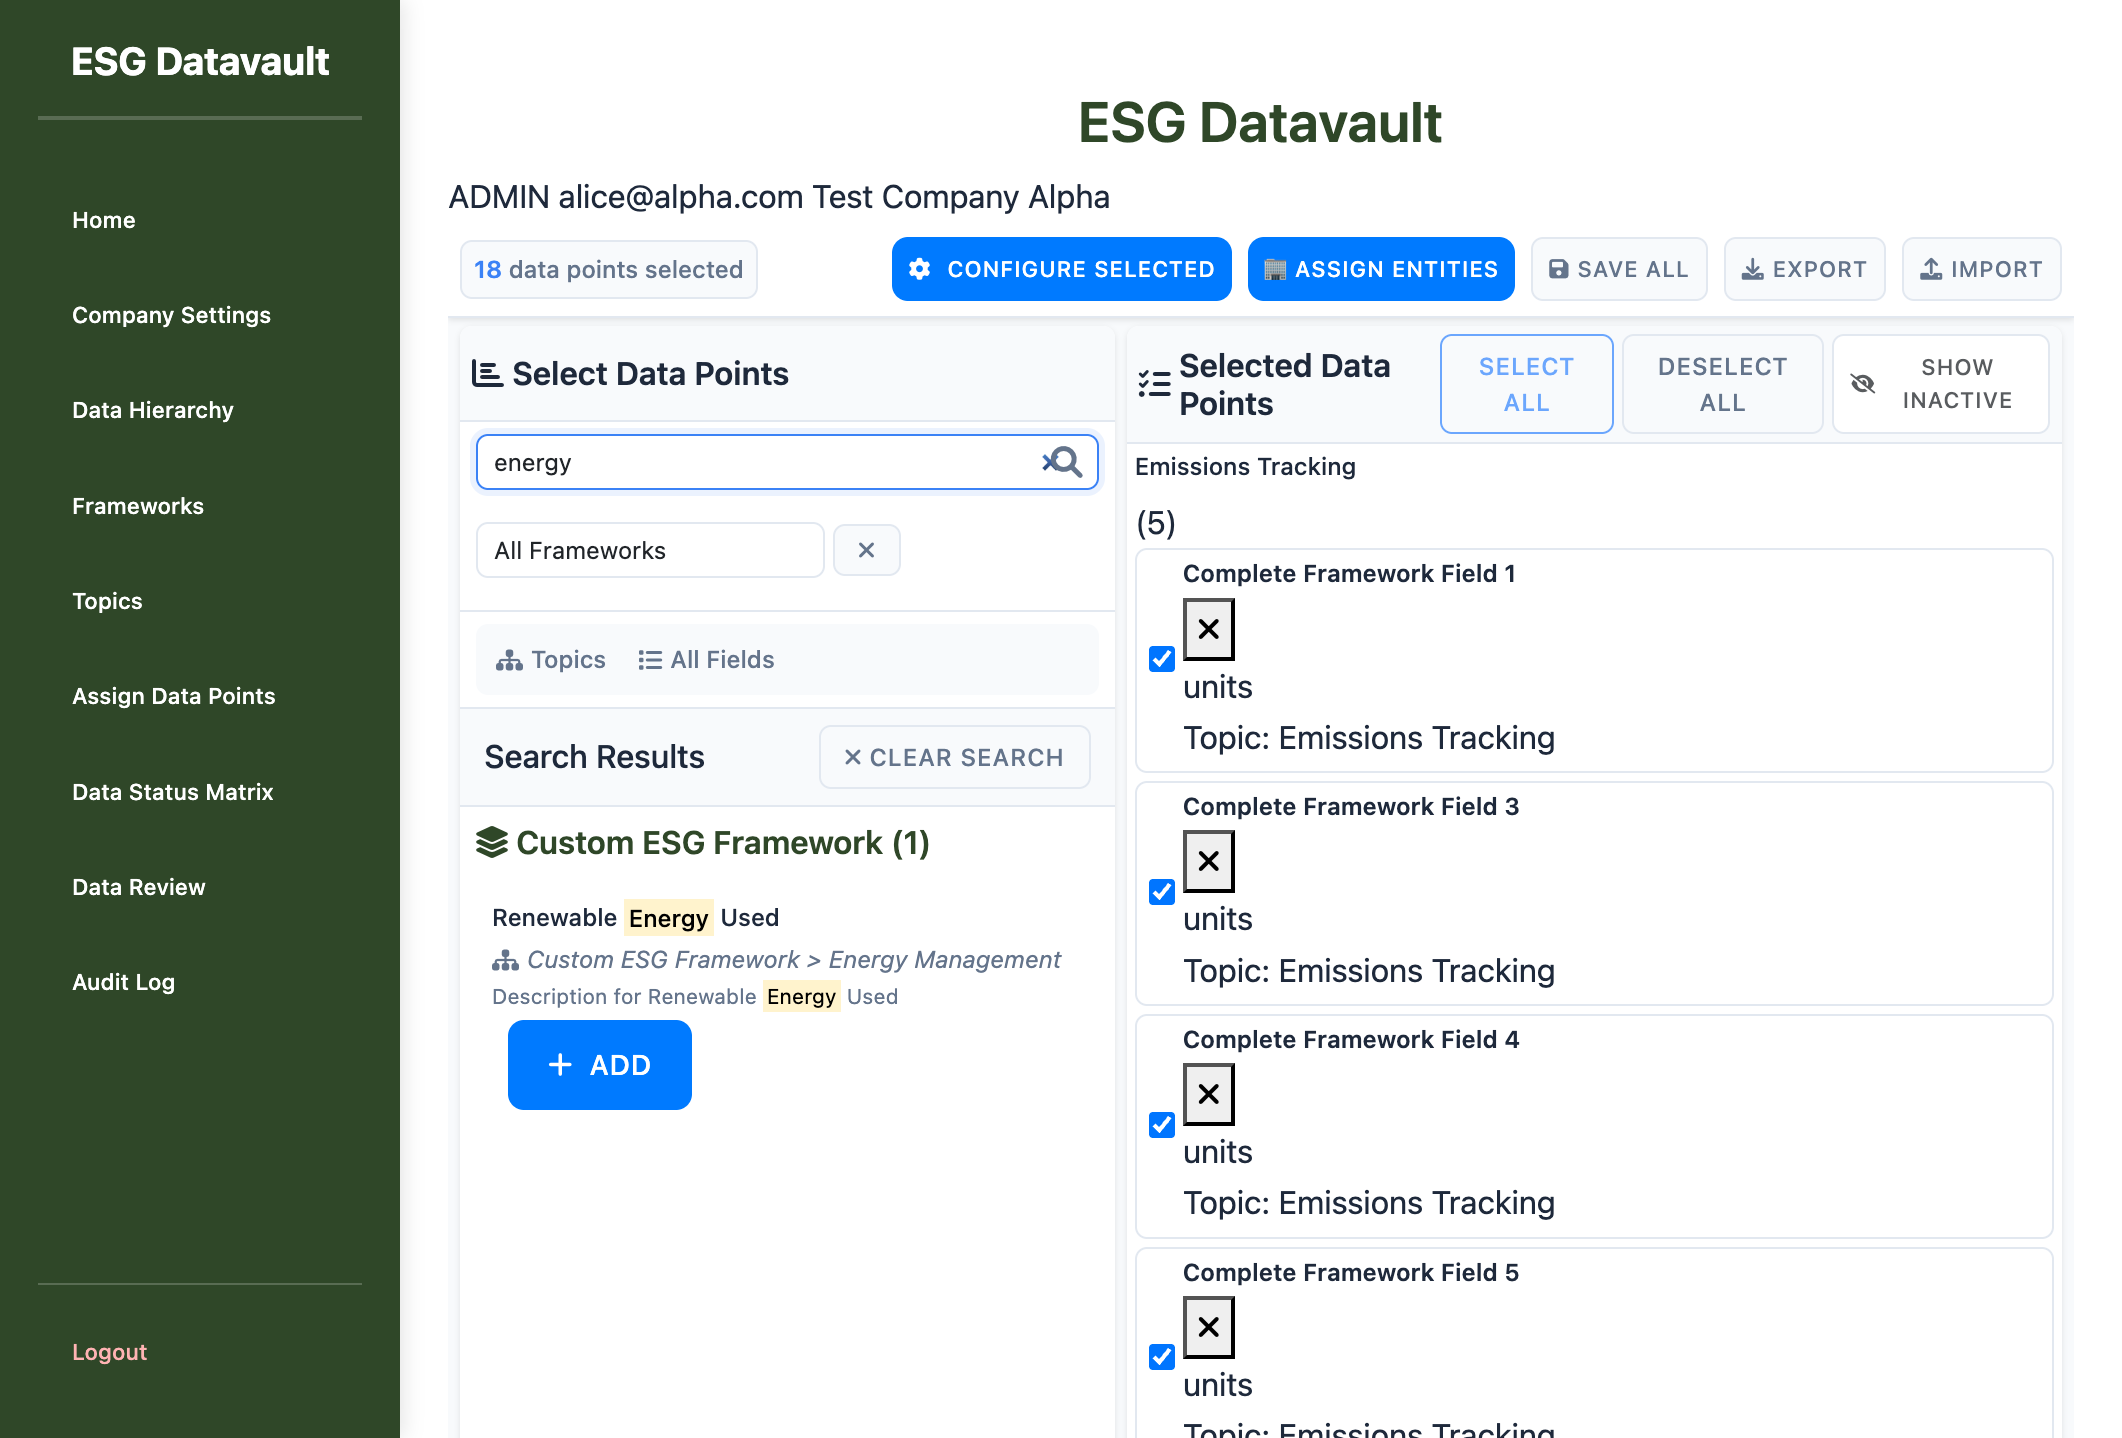 ESG Datavault
Home
Company Settings
Data Hierarchy
Frameworks
Topics
Assign Data Points
Data Status Matrix
Data Review
Audit Log
Logout
ESG Datavault
ADMIN alice@alpha.com Test Company Alpha
18 data points selected
CONFIGURE SELECTED
ASSIGN ENTITIES
SAVE ALL
EXPORT
IMPORT
Select Data Points
energy
All Frameworks
Topics
All Fields
Search Results
CLEAR SEARCH
Custom ESG Framework (1)
Renewable Energy Used
Custom ESG Framework > Energy Management
Description for Renewable Energy Used
+ ADD
Selected Data
Points
SELECT
ALL
DESELECT
ALL
SHOW
INACTIVE
Emissions Tracking
(5)
Complete Framework Field 1
units
Topic: Emissions Tracking
Complete Framework Field 3
units
Topic: Emissions Tracking
Complete Framework Field 4
units
Topic: Emissions Tracking
Complete Framework Field 5
units
Topic: Emissions Tracking